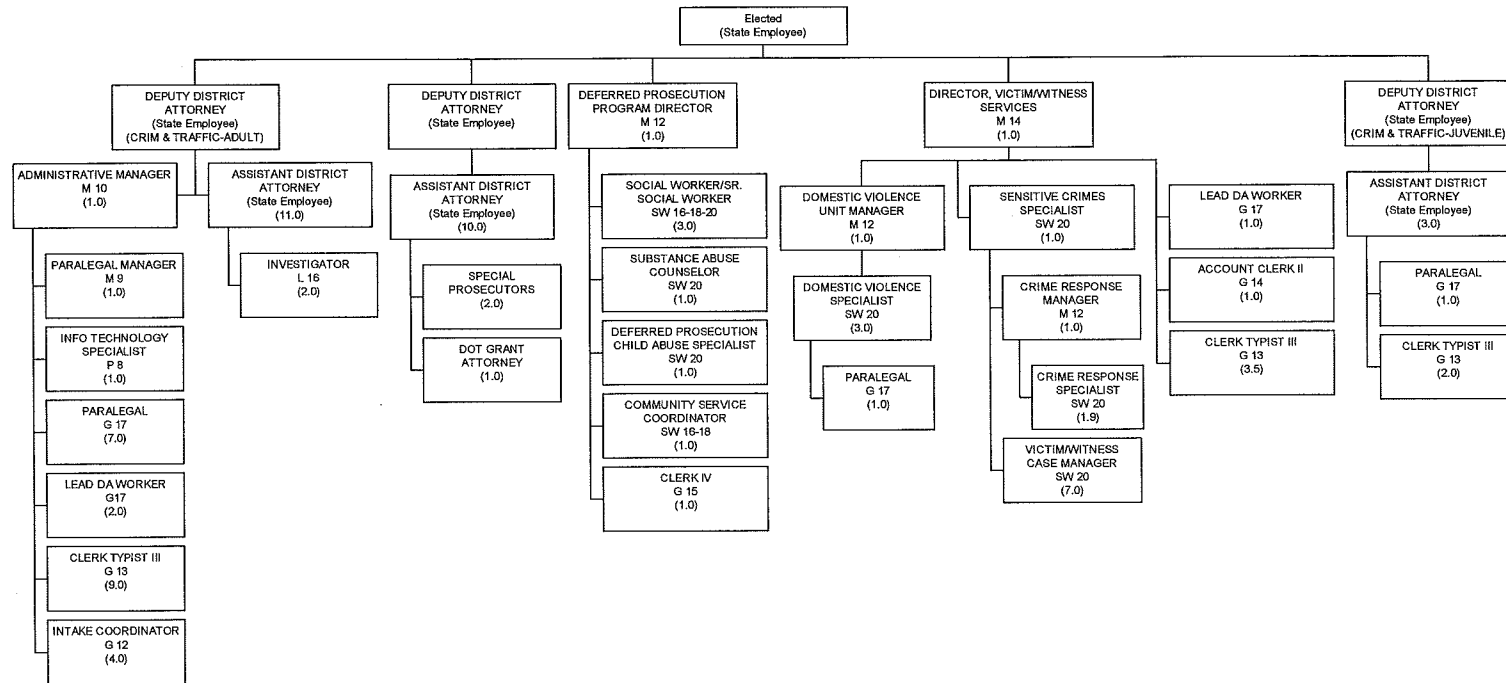 Elected
(State Employee)
DEPUTY DISTRICT
ATTORNEY
(State Employee)
(CRIM & TRAFFIC-ADULT)
ADMINISTRATIVE MANAGER
M 10
(1.0)
PARALEGAL MANAGER
M 9
(1.0)
INFO TECHNOLOGY
SPECIALIST
P 8
(1.0)
PARALEGAL
G 17
(7.0)
LEAD DA WORKER
G17
(2.0)
CLERK TYPIST III
G 13
(9.0)
INTAKE COORDINATOR
G 12
(4.0)
ASSISTANT DISTRICT
ATTORNEY
(State Employee)
(11.0)
INVESTIGATOR
L 16
(2.0)
DEPUTY DISTRICT
ATTORNEY
(State Employee)
ASSISTANT DISTRICT
ATTORNEY
(State Employee)
(10.0)
SPECIAL
PROSECUTORS
(2.0)
DOT GRANT
ATTORNEY
(1.0)
DEFERRED PROSECUTION
PROGRAM DIRECTOR
M 12
(1.0)
SOCIAL WORKER/SR.
SOCIAL WORKER
SW 16-18-20
(3.0)
SUBSTANCE ABUSE
COUNSELOR
SW 20
(1.0)
DEFERRED PROSECUTION
CHILD ABUSE SPECIALIST
SW 20
(1.0)
COMMUNITY SERVICE
COORDINATOR
SW 16-18
(1.0)
CLERK IV
G 15
(1.0)
DIRECTOR, VICTIM/WITNESS
SERVICES
M 14
(1.0)
DOMESTIC VIOLENCE
UNIT MANAGER
M 12
(1.0)
DOMESTIC VIOLENCE
SPECIALIST
SW 20
(3.0)
PARALEGAL
G 17
(1.0)
SENSITIVE CRIMES
SPECIALIST
SW 20
(1.0)
CRIME RESPONSE
MANAGER
M 12
(1.0)
CRIME RESPONSE
SPECIALIST
SW 20
(1.9)
VICTIM/WITNESS
CASE MANAGER
SW 20
(7.0)
LEAD DA WORKER
G 17
(1.0)
ACCOUNT CLERK II
G 14
(1.0)
CLERK TYPIST III
G 13
(3.5)
DEPUTY DISTRICT
ATTORNEY
(State Employee)
(CRIM & TRAFFIC-JUVENILE)
ASSISTANT DISTRICT
ATTORNEY
(State Employee)
(3.0)
PARALEGAL
G 17
(1.0)
CLERK TYPIST III
G 13
(2.0)